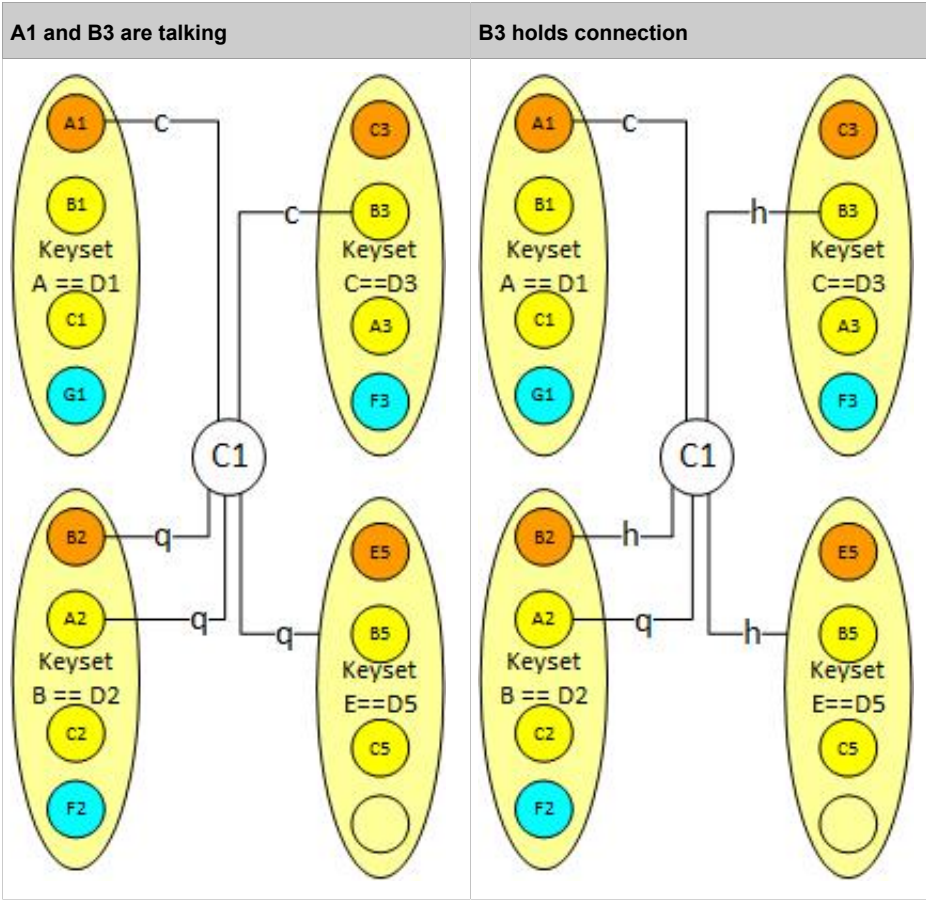 A1 and B3 are talking
A1
c
B1
Keyset
A == D1
C1
G1
C3
c
B3
Keyset
C==D3
A3
F3
C1
B2
q
A2
q
Keyset
B == D2
C2
F2
E5
q
B5
Keyset
E==D5
C5
B3 holds connection
A1
c
B1
Keyset
A == D1
C1
G1
C3
h
B3
Keyset
C==D3
A3
F3
C1
B2
h
A2
q
Keyset
B == D2
C2
F2
E5
h
B5
Keyset
E==D5
C5